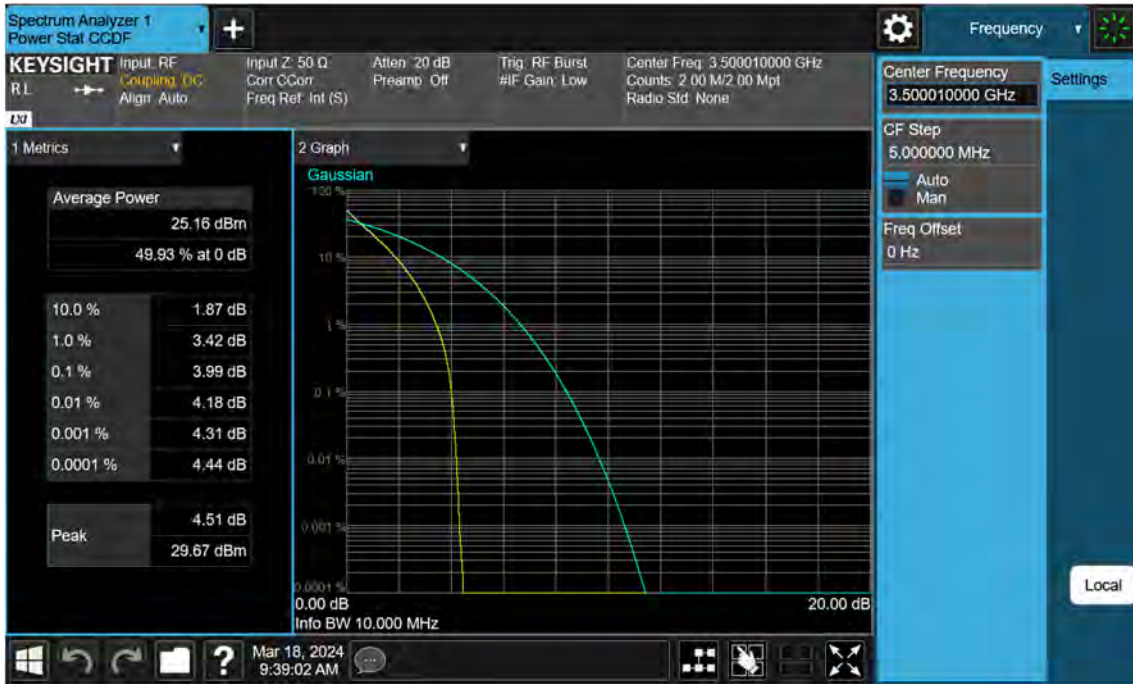 Spectrum Analyzer 1
Power Stat CCDF
Frequency
KEYSIGHT
R L
LXI
Input: RF
Coupling: DC
Align: Auto
Input Z: 50 Ω
Corr CCorr
Freq Ref: Int (S)
Atten: 20 dB
Preamp: Off
Trig: RF Burst
#IF Gain: Low
Center Freq: 3.500010000 GHz
Counts: 2.00 M/2.00 Mpt
Radio Std: None
Center Frequency
3.500010000 GHz
Settings
CF Step
5.000000 MHz
Auto
Man
Freq Offset
0 Hz
Local
1 Metrics
Average Power
25.16 dBm
49.93 % at 0 dB
10.0 % 1.87 dB
1.0 % 3.42 dB
0.1 % 3.99 dB
0.01 % 4.18 dB
0.001 % 4.31 dB
0.0001 % 4.44 dB
Peak
4.51 dB
29.67 dBm
2 Graph
Gaussian
100 %
10 %
1 %
0.1 %
0.01 %
0.001 %
0.0001 %
0.00 dB 20.00 dB
Info BW 10.000 MHz
?
Mar 18, 2024
9:39:02 AM